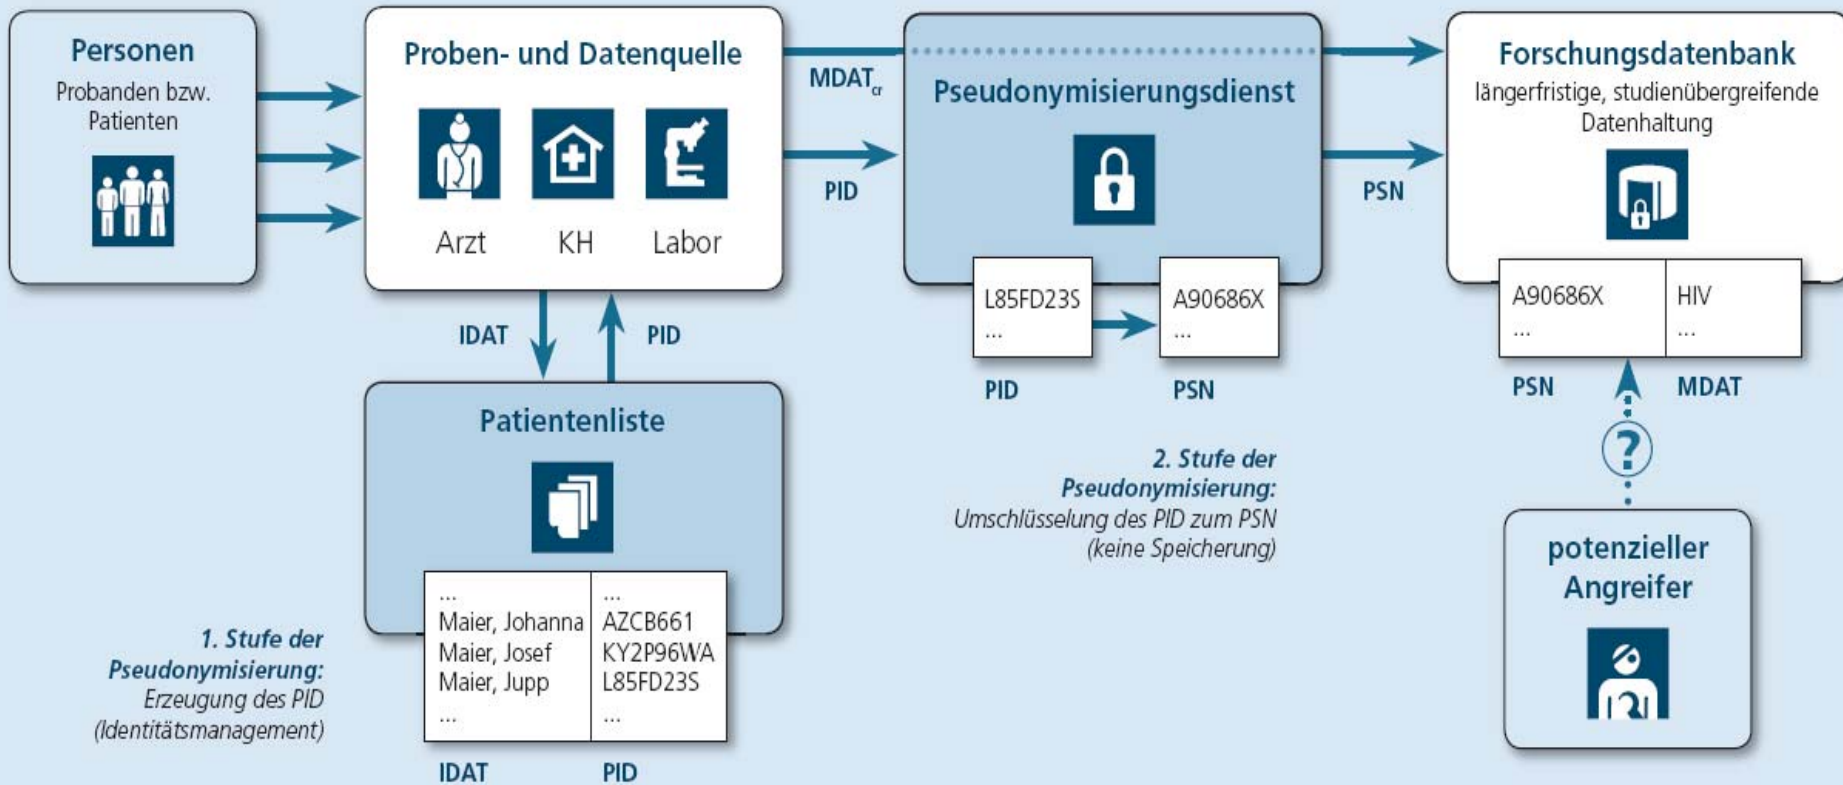 Personen
Probanden bzw.
Patienten
Proben- und Datenquelle
Arzt
KH
Labor
MDATcr
PID
Pseudonymisierungsdienst
L85FD23S
...
A90686X
...
PID
PSN
PSN
Forschungsdatenbank
längerfristige, studienübergreifende
Datenhaltung
A90686X
...
HIV
...
PSN
MDAT
IDAT
PID
Patientenliste
... ...
Maier, Johanna AZCB661
Maier, Josef KY2P96WA
Maier, Jupp L85FD23S
... ...
IDAT
PID
1. Stufe der
Pseudonymisierung:
Erzeugung des PID
(Identitätsmanagement)
2. Stufe der
Pseudonymisierung:
Umschlüsselung des PID zum PSN
(keine Speicherung)
?
potenzieller
Angreifer